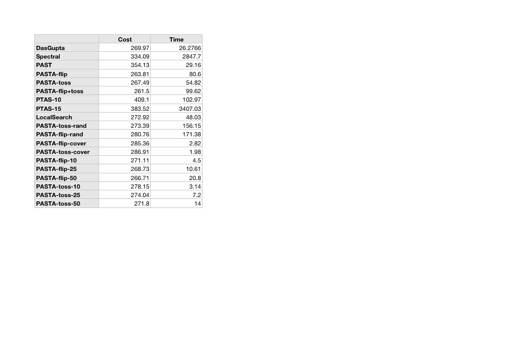 Cost Time
DasGupta 269.97 26.2766
Spectral 334.09 2847.7
PAST 354.13 29.16
PASTA-flip 263.81 80.6
PASTA-toss 267.49 54.82
PASTA-flip+toss 261.5 99.62
PTAS-10 409.1 102.97
PTAS-15 383.52 3407.03
LocalSearch 272.92 48.03
PASTA-toss-rand 273.39 156.15
PASTA-flip-rand 280.76 171.38
PASTA-flip-cover 285.36 2.82
PASTA-toss-cover 286.91 1.98
PASTA-flip-10 271.11 4.5
PASTA-flip-25 268.73 10.61
PASTA-flip-50 266.71 20.8
PASTA-toss-10 278.15 3.14
PASTA-toss-25 274.04 7.2
PASTA-toss-50 271.8 14